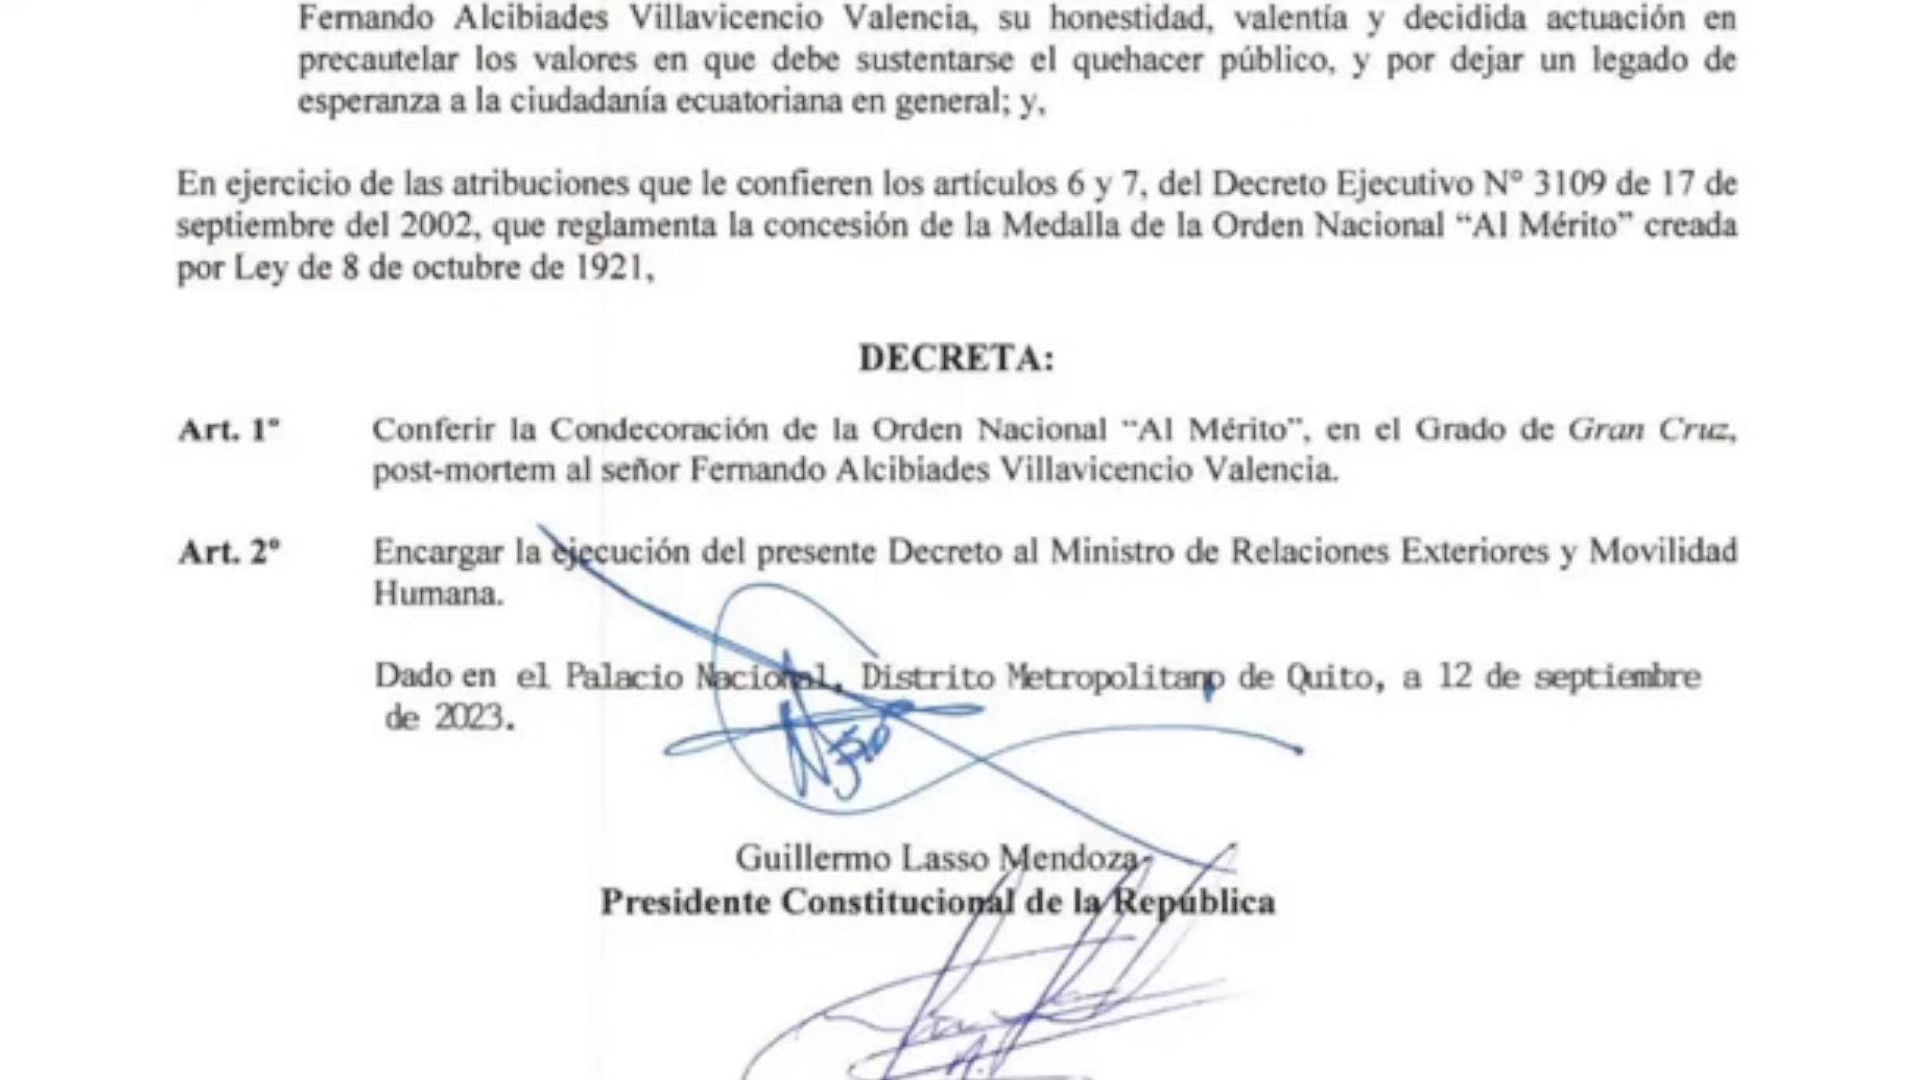 Fernando Alcibiades Villavicencio Valencia, su honestidad, valentía y decidida actuación en
precautelar los valores en que debe sustentarse el quehacer público, y por dejar un legado de
esperanza a la ciudadanía ecuatoriana en general; y,
En ejercicio de las atribuciones que le confieren los artículos 6 y 7, del Decreto Ejecutivo N° 3109 de 17 de
septiembre del 2002, que reglamenta la concesión de la Medalla de la Orden Nacional “Al Mérito” creada
por Ley de 8 de octubre de 1921,
DECRETA:
Art. 1° Conferir la Condecoración de la Orden Nacional “Al Mérito”, en el Grado de Gran Cruz,
post-mortem al señor Fernando Alcibiades Villavicencio Valencia.
Art. 2° Encargar la ejecución del presente Decreto al Ministro de Relaciones Exteriores y Movilidad
Humana.
Dado en el Palacio Nacional, Distrito Metropolitano de Quito, a 12 de septiembre
de 2023.
Guillermo Lasso Mendoza
Presidente Constitucional de la República